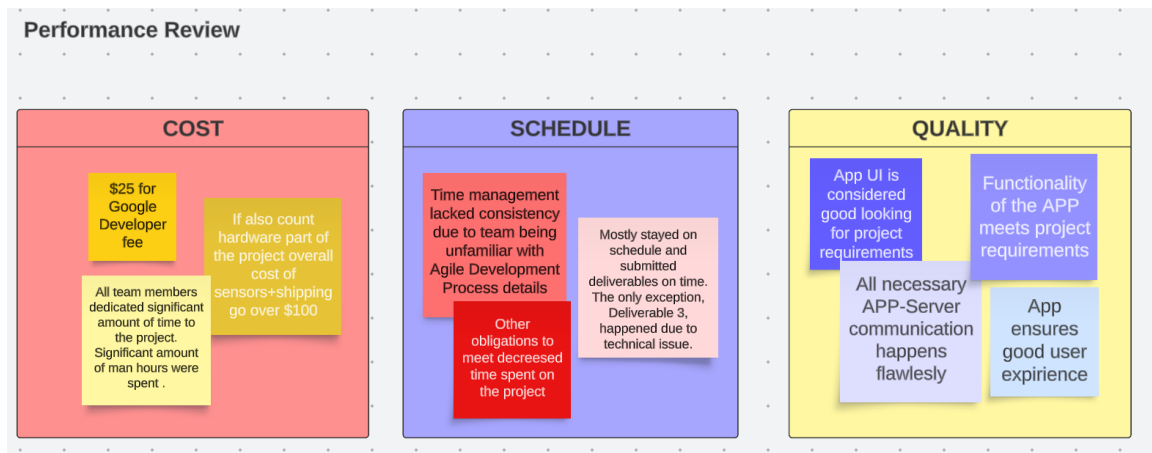 Performance Review
COST
$25 for
Google
Developer
fee
If also count
hardware part of
the project overall
cost of
sensors+shipping
go over $100
All team members
dedicated significant
amount of time to
the project.
Significant amount
of man hours were
spent .
SCHEDULE
Time management
lacked consistency
due to team being
unfamiliar with
Agile Development
Process details
Other
obligations to
meet decreesed
time spent on
the project
Mostly stayed on
schedule and
submitted
deliverables on time.
The only exception,
Deliverable 3,
happened due to
technical issue.
QUALITY
App UI is
considered
good looking
for project
requirements
Functionality
of the APP
meets project
requirements
All necessary
APP-Server
communication
happens
flawlesly
App
ensures
good user
expirience